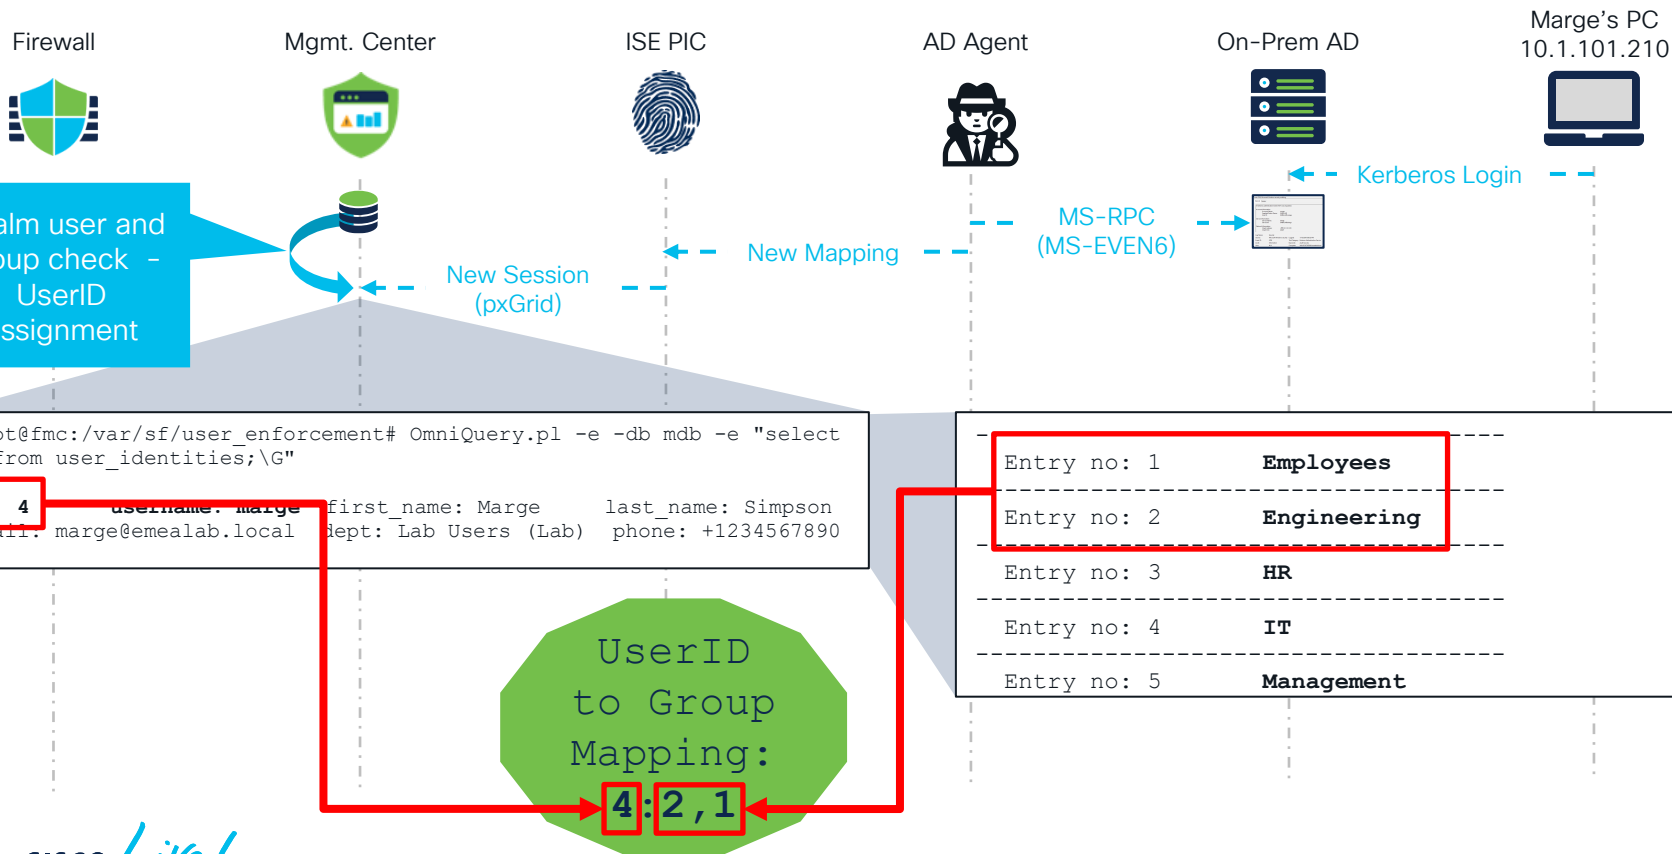 Firewall
Mgmt. Center
ISE PIC
AD Agent
On-Prem AD
Marge's PC
10.1.101.210
Kerberos Login
MS-RPC
(MS-EVEN6)
New Mapping
New Session
(pxGrid)
alm user and
oup check -
UserID
ssignment
ot@fmc:/var/sf/user_enforcement# OmniQuery.pl -e -db mdb -e "select
from user_identities;\G"
4 username: marge first_name: Marge last_name: Simpson
ail: marge@emealab.local dept: Lab Users (Lab) phone: +1234567890
Entry no: 1 Employees
Entry no: 2 Engineering
Entry no: 3 HR
Entry no: 4 IT
Entry no: 5 Management
UserID
to Group
Mapping:
4:2,1